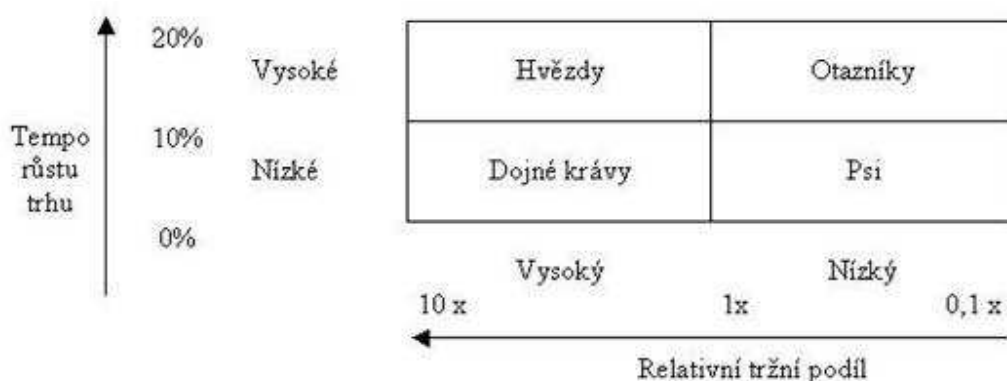 20%
Vysoké
Hvězdy
Otazníky
Tempo
růstu
trhu
10%
Nízké
Dojné krávy
Psi
0%
Vysoký
Nízký
10 x
1x
0,1 x
Relativní tržní podíl